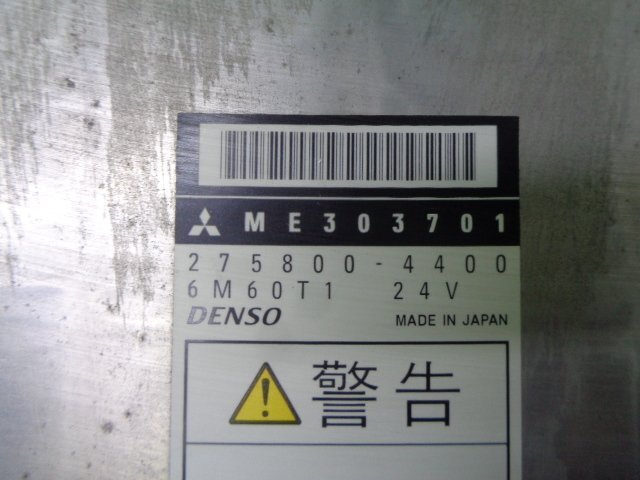 ME303701
275800-4400
6M60T1 24V
DENSO MADE IN JAPAN
警告